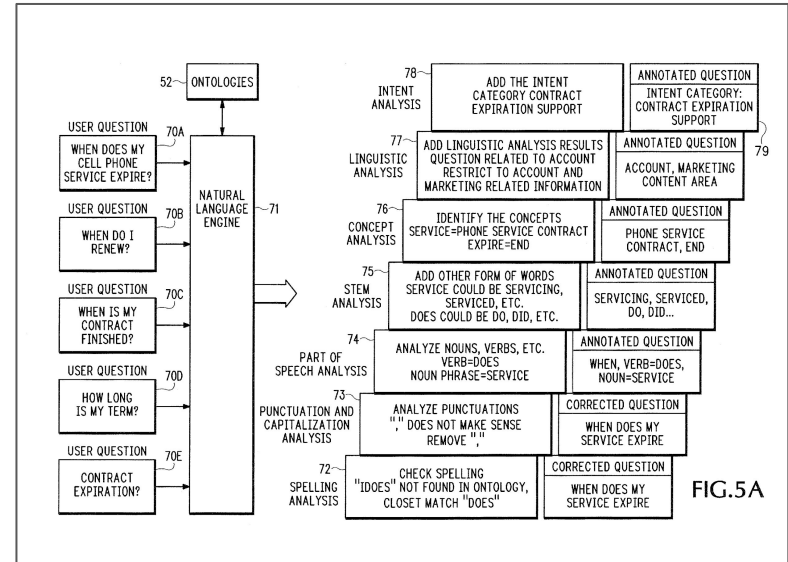 52
ONTOLOGIES
USER QUESTION
70A
WHEN DOES MY
CELL PHONE
SERVICE EXPIRE?
USER QUESTION
70B
WHEN DO I
RENEW?
USER QUESTION
70C
WHEN IS MY
CONTRACT
FINISHED?
USER QUESTION
70D
HOW LONG
IS MY TERM?
USER QUESTION
70E
CONTRACT
EXPIRATION?
NATURAL
LANGUAGE
ENGINE
71
78
INTENT
ANALYSIS
ADD THE INTENT
CATEGORY CONTRACT
EXPIRATION SUPPORT
ANNOTATED QUESTION
INTENT CATEGORY:
CONTRACT EXPIRATION
SUPPORT
79
77
LINGUISTIC
ANALYSIS
ADD LINGUISTIC ANALYSIS RESULTS
QUESTION RELATED TO ACCOUNT
RESTRICT TO ACCOUNT AND
MARKETING RELATED INFORMATION
ANNOTATED QUESTION
ACCOUNT, MARKETING
CONTENT AREA
76
CONCEPT
ANALYSIS
IDENTIFY THE CONCEPTS
SERVICE=PHONE SERVICE CONTRACT
EXPIRE=END
ANNOTATED QUESTION
PHONE SERVICE
CONTRACT, END
75
STEM
ANALYSIS
ADD OTHER FORM OF WORDS
SERVICE COULD BE SERVICING,
SERVICED, ETC.
DOES COULD BE DO, DID, ETC.
ANNOTATED QUESTION
SERVICING, SERVICED,
DO, DID...
74
PART OF
SPEECH ANALYSIS
ANALYZE NOUNS, VERBS, ETC.
VERB=DOES
NOUN PHRASE=SERVICE
ANNOTATED QUESTION
WHEN, VERB=DOES,
NOUN=SERVICE
73
PUNCTUATION AND
CAPITALIZATION
ANALYSIS
ANALYZE PUNCTUATIONS
"," DOES NOT MAKE SENSE
REMOVE ","
CORRECTED QUESTION
WHEN DOES MY
SERVICE EXPIRE
72
SPELLING
ANALYSIS
CHECK SPELLING
"IDOES" NOT FOUND IN ONTOLOGY,
CLOSET MATCH "DOES"
CORRECTED QUESTION
WHEN DOES MY
SERVICE EXPIRE
FIG.5A